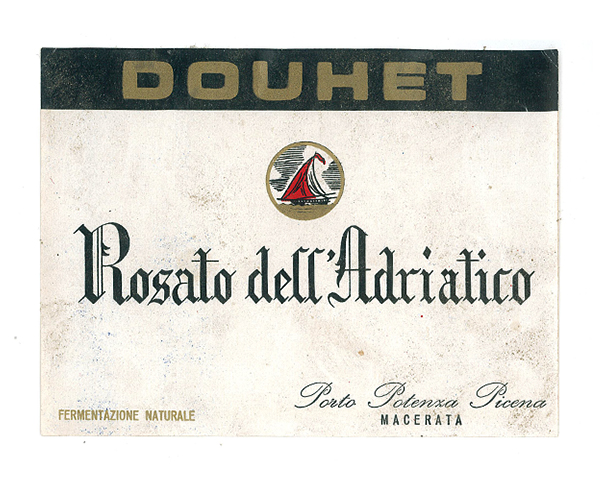 DOUHET
Rosato dell'Adriatico
Porto Potenza Picena
MACERATA
FERMENTAZIONE NATURALE